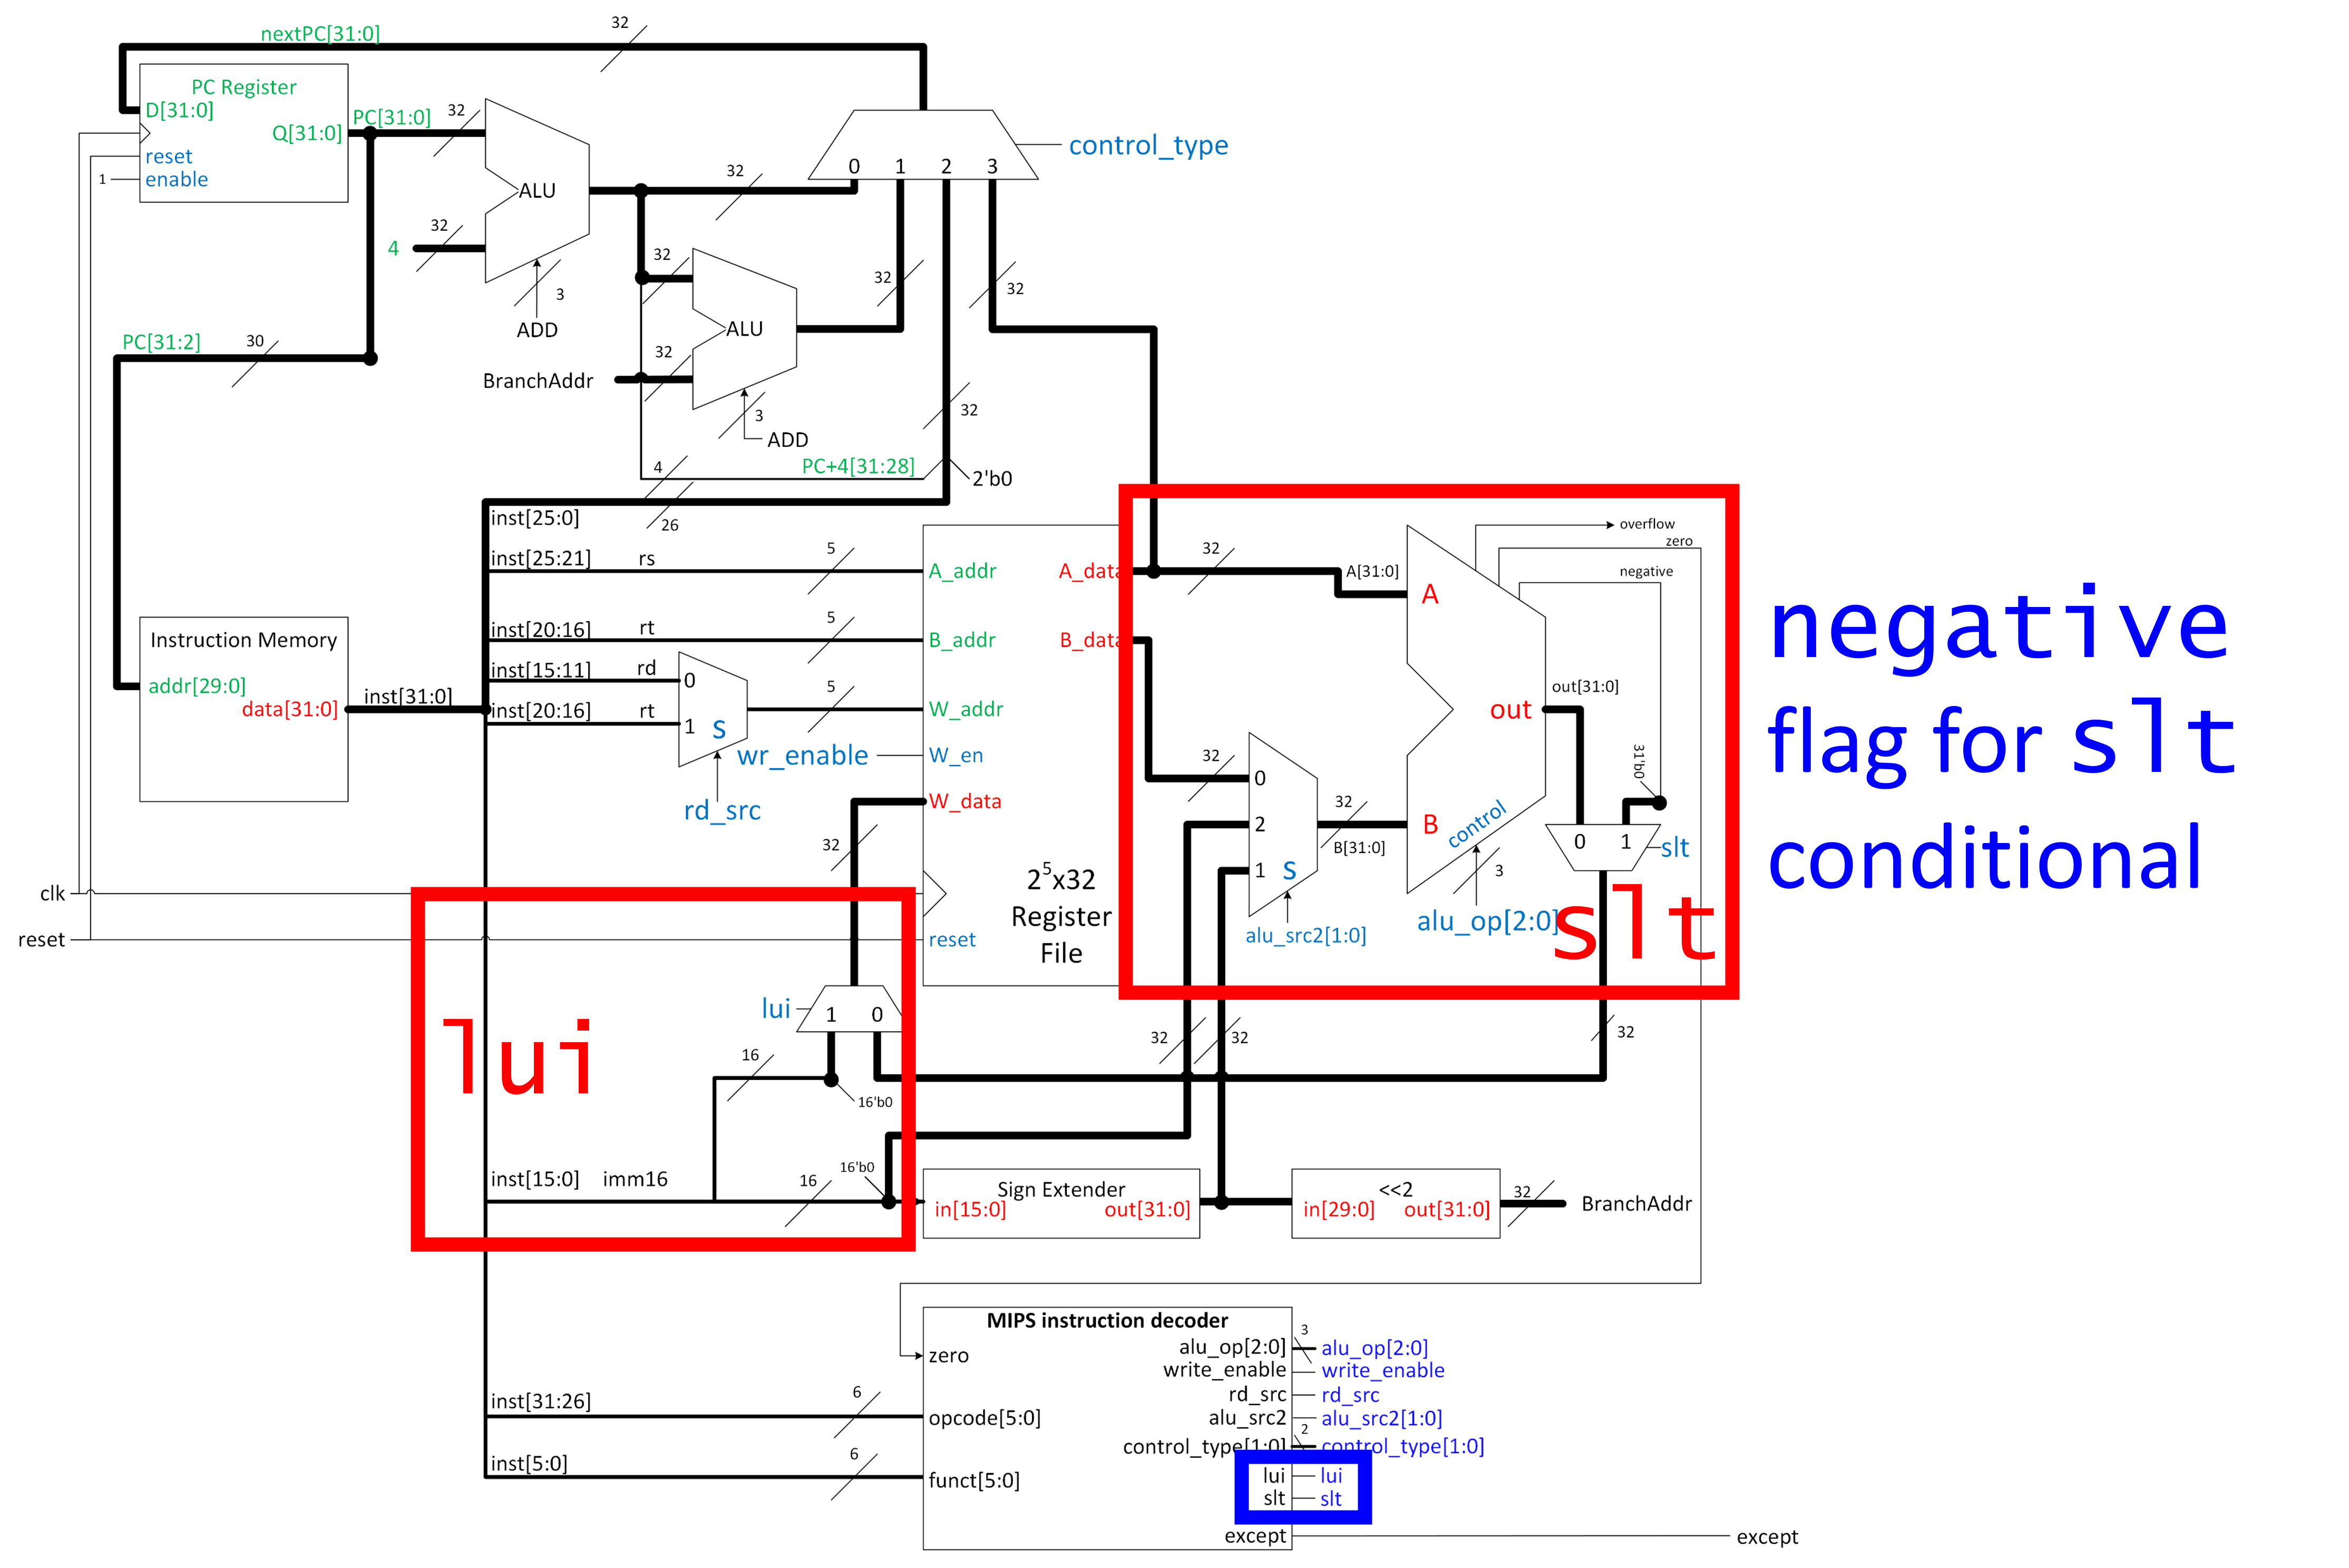 nextPC[31:0]
32
PC Register
D[31:0]
Q[31:0]
reset
enable
1
PC[31:0]
32
ALU
32
4
3
ADD
32
0 1 2 3
control_type
32
ALU
32
BranchAddr
3
ADD
32
32
32
PC[31:2]
30
4
PC+4[31:28]
2'b0
inst[25:0]
26
inst[25:21] rs
5
inst[20:16] rt
5
inst[15:11] rd
inst[20:16] rt
0
1
S
5
rd_src
wr_enable
Instruction Memory
addr[29:0]
data[31:0]
inst[31:0]
A_addr
A_data
B_addr
B_data
W_addr
W_en
W_data
reset
2⁵x32
Register
File
32
32
A[31:0]
32
0
2
1
S
alu_src2[1:0]
32
B[31:0]
A
B
out
control
3
alu_op[2:0]
overflow
zero
negative
out[31:0]
31'b0
0 1
slt
slt
negative
flag for slt
conditional
clk
reset
lui
lui
1 0
16
16'b0
32
32
32
inst[15:0] imm16
16
16'b0
Sign Extender
in[15:0] out[31:0]
<<2
in[29:0] out[31:0]
32
BranchAddr
MIPS instruction decoder
zero
inst[31:26]
6
opcode[5:0]
inst[5:0]
6
funct[5:0]
alu_op[2:0] 3 alu_op[2:0]
write_enable write_enable
rd_src rd_src
alu_src2 alu_src2[1:0]
control_type[1:0] 2 control_type[1:0]
lui lui
slt slt
except except